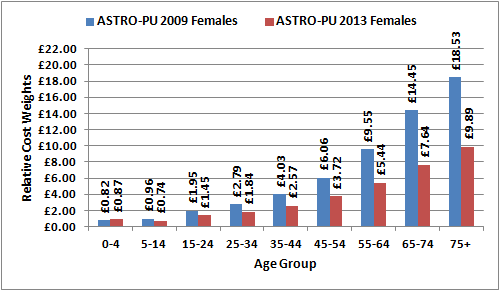 ASTRO-PU 2009 Females ASTRO-PU 2013 Females
Relative Cost Weights
£22.00
£20.00
£18.00
£16.00
£14.00
£12.00
£10.00
£8.00
£6.00
£4.00
£2.00
£0.00
£0.82 £0.87 £0.96 £0.74 £1.95 £1.45 £2.79 £1.84 £4.03 £2.57 £6.06 £3.72 £9.55 £5.44 £14.45 £7.64 £18.53 £9.89
0-4 5-14 15-24 25-34 35-44 45-54 55-64 65-74 75+
Age Group